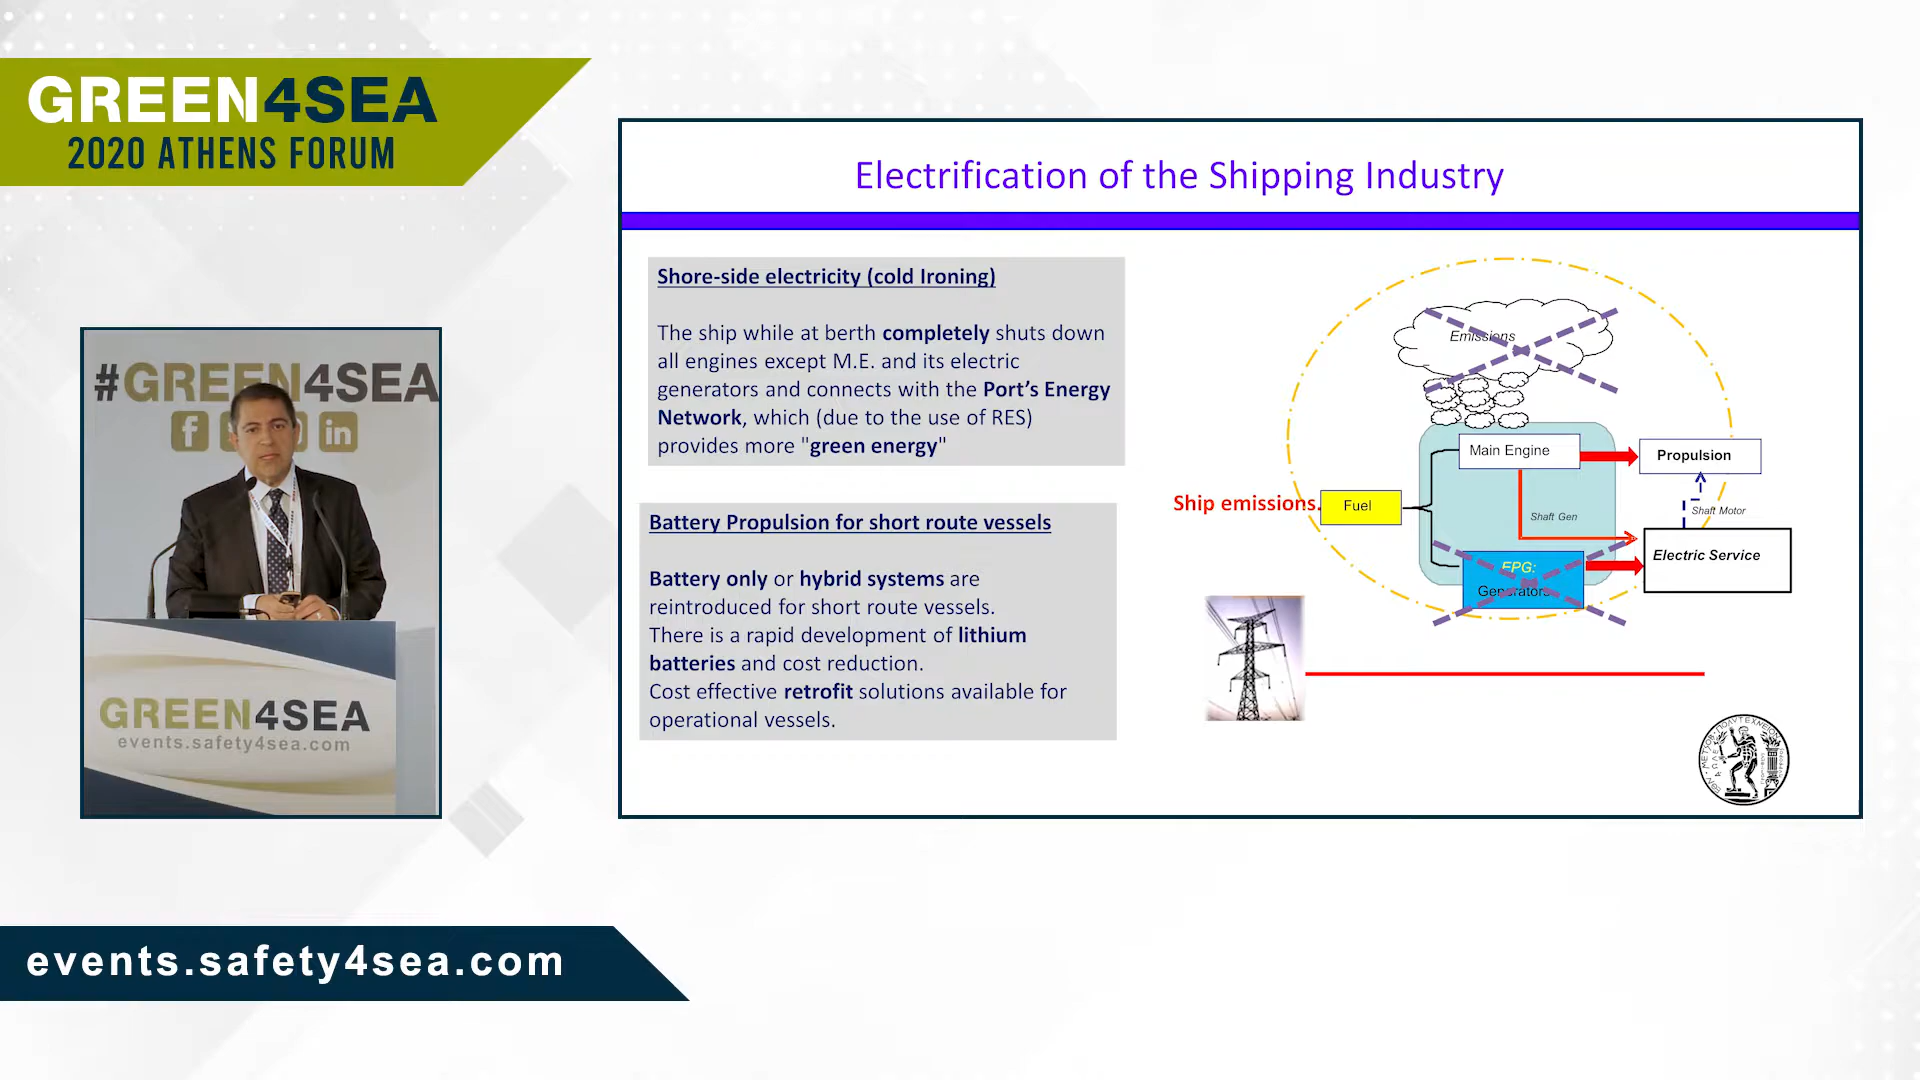 GREEN4SEA
2020 ATHENS FORUM
#GREEN4SEA
f
in
GREEN4SEA
events.safety4sea.com
events.safety4sea.com
Electrification of the Shipping Industry
Shore-side electricity (cold Ironing)
The ship while at berth completely shuts down
all engines except M.E. and its electric
generators and connects with the Port’s Energy
Network, which (due to the use of RES)
provides more "green energy"
Battery Propulsion for short route vessels
Battery only or hybrid systems are
reintroduced for short route vessels.
There is a rapid development of lithium
batteries and cost reduction.
Cost effective retrofit solutions available for
operational vessels.
Emissions
Main Engine
Propulsion
Ship emissions.
Fuel
Shaft Gen
Shaft Motor
Electric Service
EPG:
Generators